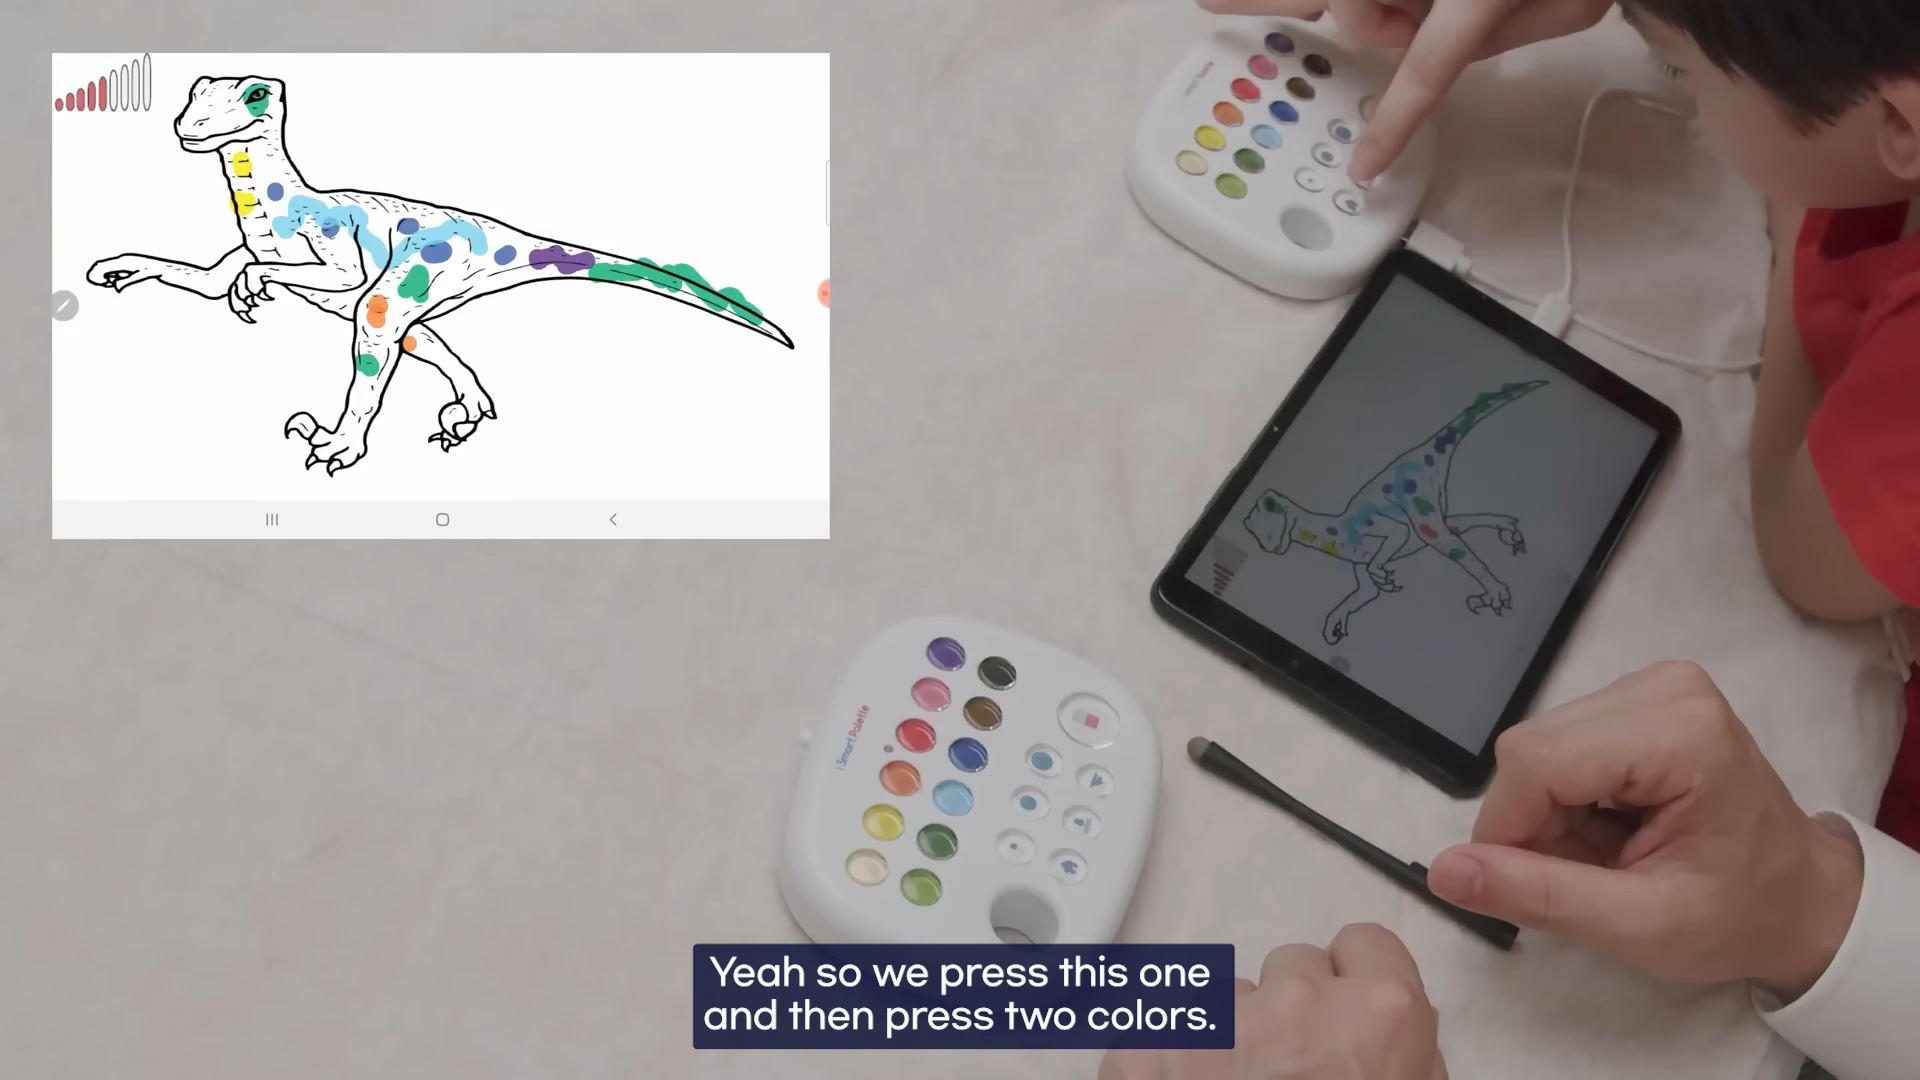 i Smart Palette
Yeah so we press this one
and then press two colors.